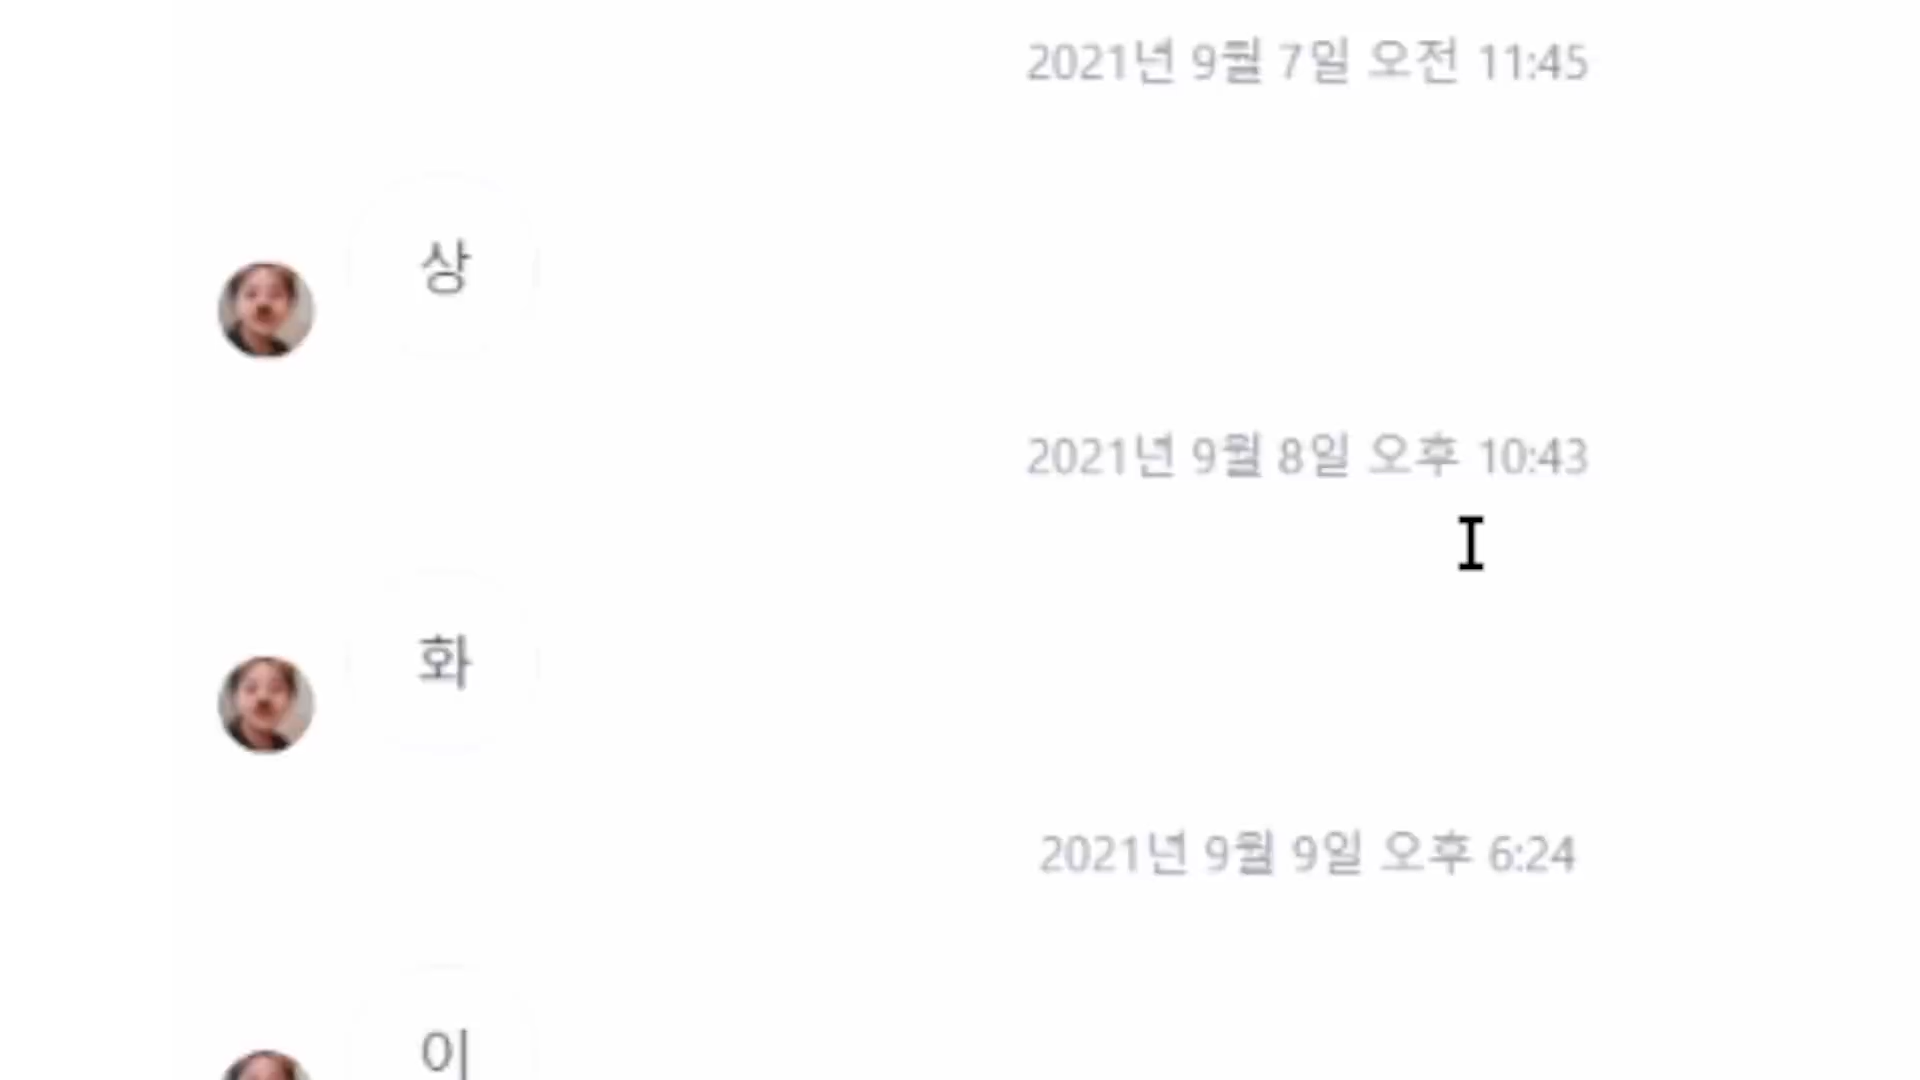 2021년 9월 7일 오전 11:45
상
2021년 9월 8일 오후 10:43
화
2021년 9월 9일 오후 6:24
이